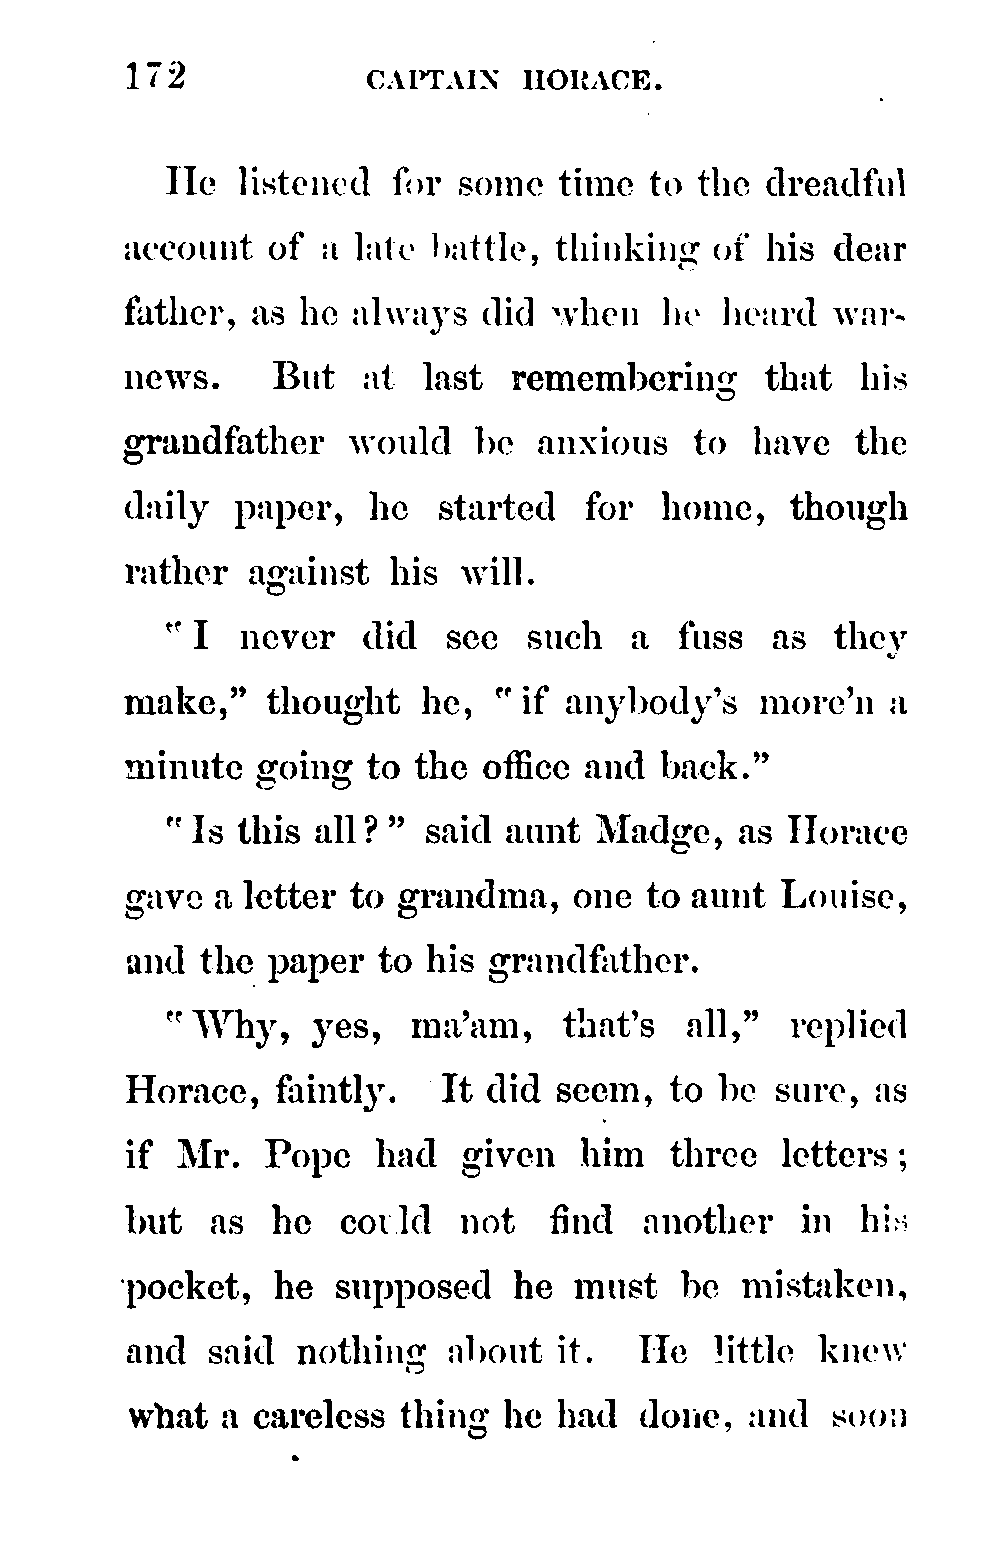 172 CAPTAIN HORACE.
He listened for some time to the dreadful
account of a late battle, thinking of his dear
father, as he always did when he heard war-
news. But at last remembering that his
grandfather would be anxious to have the
daily paper, he started for home, though
rather against his will.
"I never did see such a fuss as they
make," thought he, "if anybody's more'n a
minute going to the office and back."
"Is this all?" said aunt Madge, as Horace
gave a letter to grandma, one to aunt Louise,
and the paper to his grandfather.
"Why, yes, ma'am, that's all," replied
Horace, faintly. It did seem, to be sure, as
if Mr. Pope had given him three letters;
but as he could not find another in his
pocket, he supposed he must be mistaken,
and said nothing about it. He little knew
what a careless thing he had done, and soon